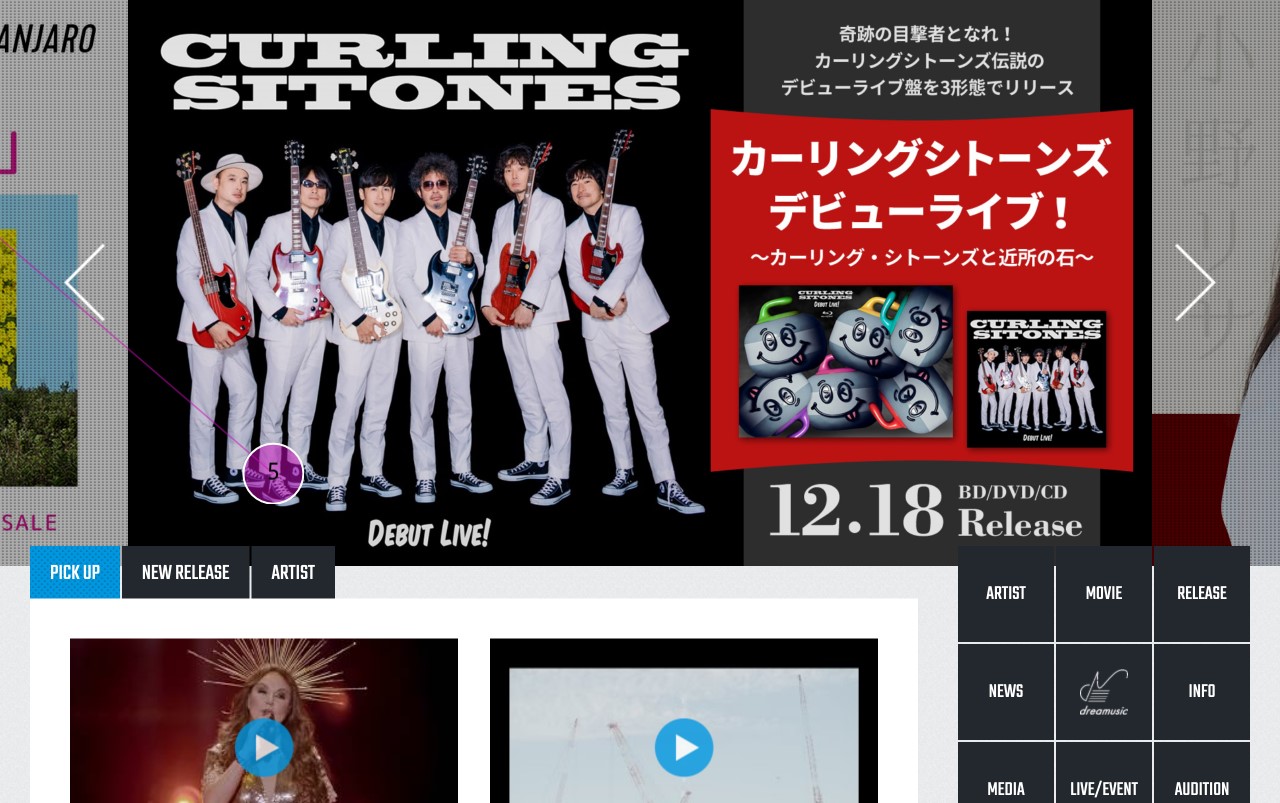 ANJARO
CURLING
SITONES
DEBUT LIVE!
奇跡の目撃者となれ！
カーリングシトーンズ伝説の
デビューライブ盤を3形態でリリース
カーリングシトーンズ
デビューライブ！
～カーリング・シトーンズと近所の石～
CURLING
SITONES
DEBUT LIVE!
CURLING
SITONES
DEBUT LIVE!
12.18
BD/DVD/CD
Release
小
野
リ
SALE
5
PICK UP
NEW RELEASE
ARTIST
ARTIST
MOVIE
RELEASE
NEWS
dreamusic
INFO
MEDIA
LIVE/EVENT
AUDITION